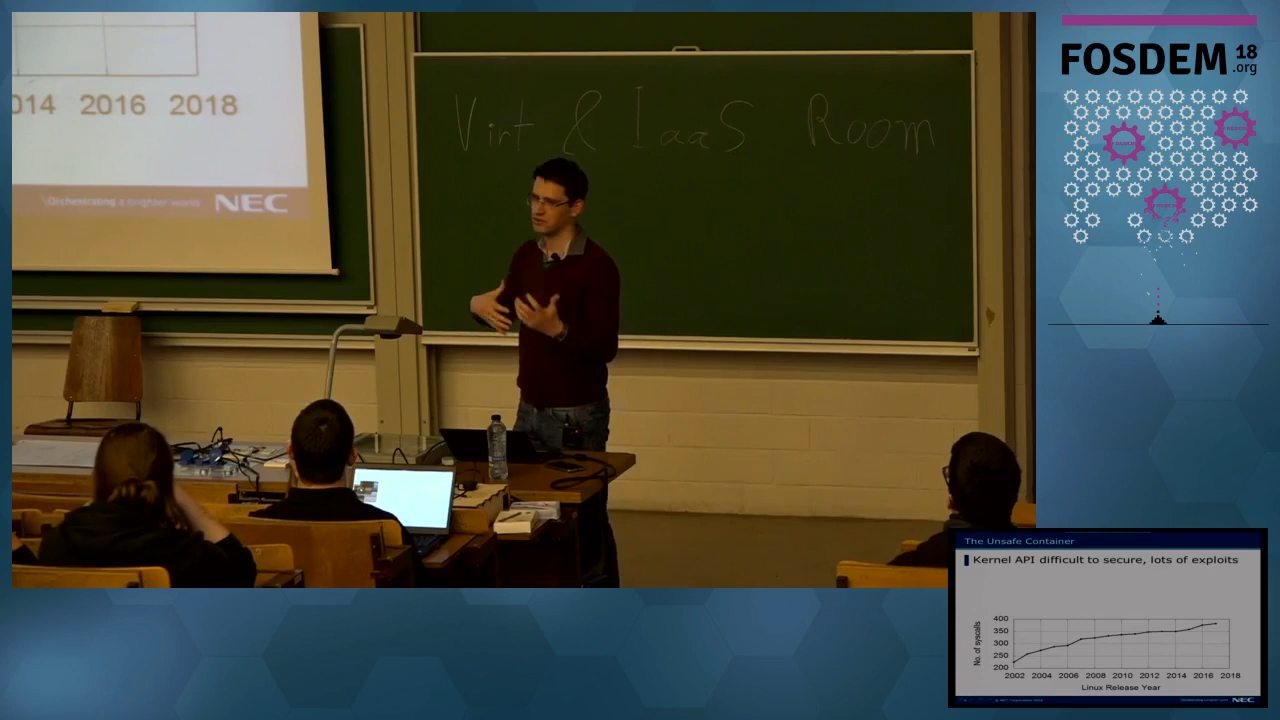 014 2016 2018
Orchestrating a brighter world NEC
Virt & IaaS Room
FOSDEM 18
.org
The Unsafe Container
Kernel API difficult to secure, lots of exploits
No. of syscalls
400
350
300
250
200
2002 2004 2006 2008 2010 2012 2014 2016 2018
Linux Release Year
NEC